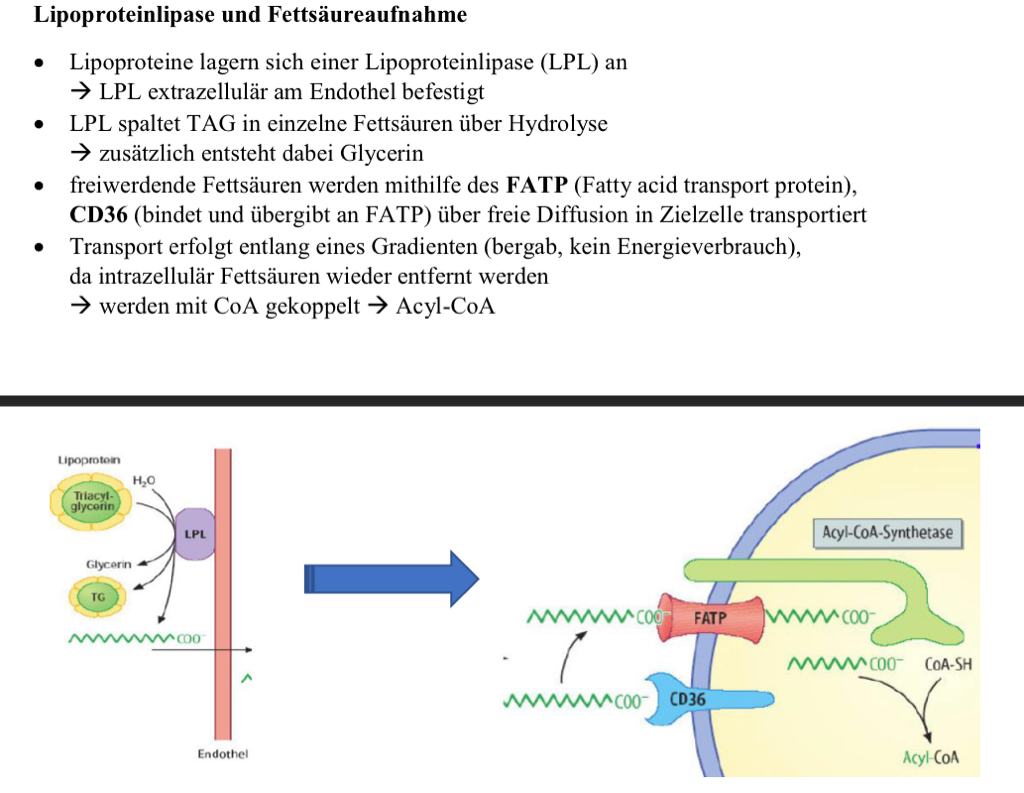 Lipoproteinlipase und Fettsäureaufnahme
• Lipoproteine lagern sich einer Lipoproteinlipase (LPL) an
→ LPL extrazellulär am Endothel befestigt
• LPL spaltet TAG in einzelne Fettsäuren über Hydrolyse
→ zusätzlich entsteht dabei Glycerin
• freiwerdende Fettsäuren werden mithilfe des FATP (Fatty acid transport protein),
CD36 (bindet und übergibt an FATP) über freie Diffusion in Zielzelle transportiert
• Transport erfolgt entlang eines Gradienten (bergab, kein Energieverbrauch),
da intrazellulär Fettsäuren wieder entfernt werden
→ werden mit CoA gekoppelt → Acyl-CoA
Lipoprotein
H₂O
Triacyl-
glycerin
LPL
Glycerin
TG
COO⁻
Endothel
Acyl-CoA-Synthetase
COO⁻
FATP
COO⁻
COO⁻
CoA-SH
COO⁻
CD36
Acyl-CoA